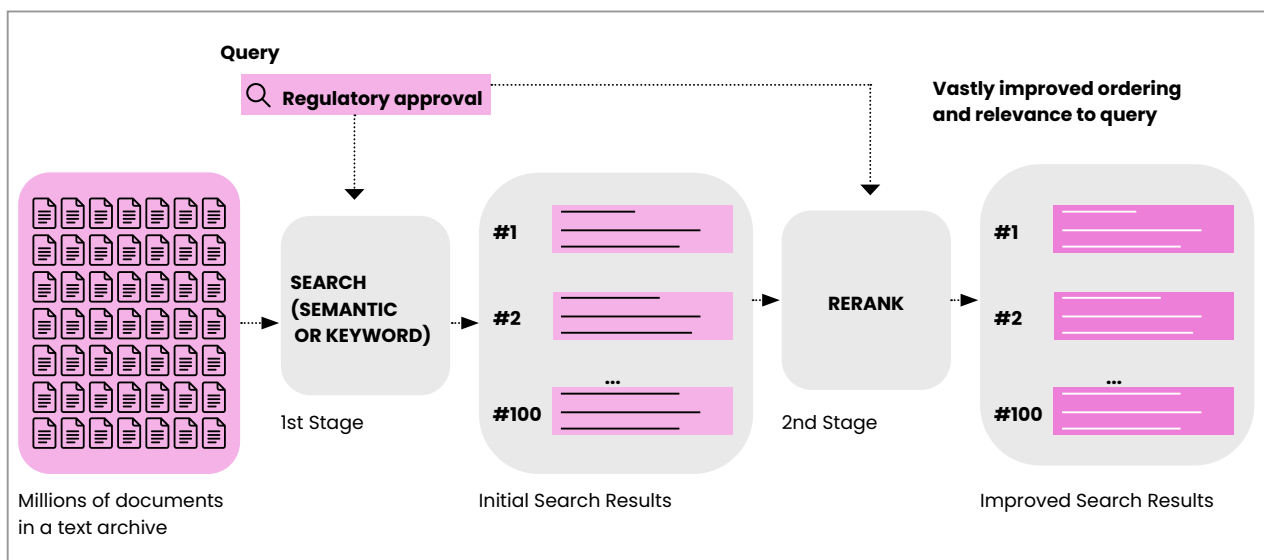 Query
Regulatory approval
Vastly improved ordering
and relevance to query
SEARCH
(SEMANTIC
OR KEYWORD)
1st Stage
#1
#2
...
#100
RERANK
2nd Stage
#1
#2
...
#100
Millions of documents
in a text archive
Initial Search Results
Improved Search Results